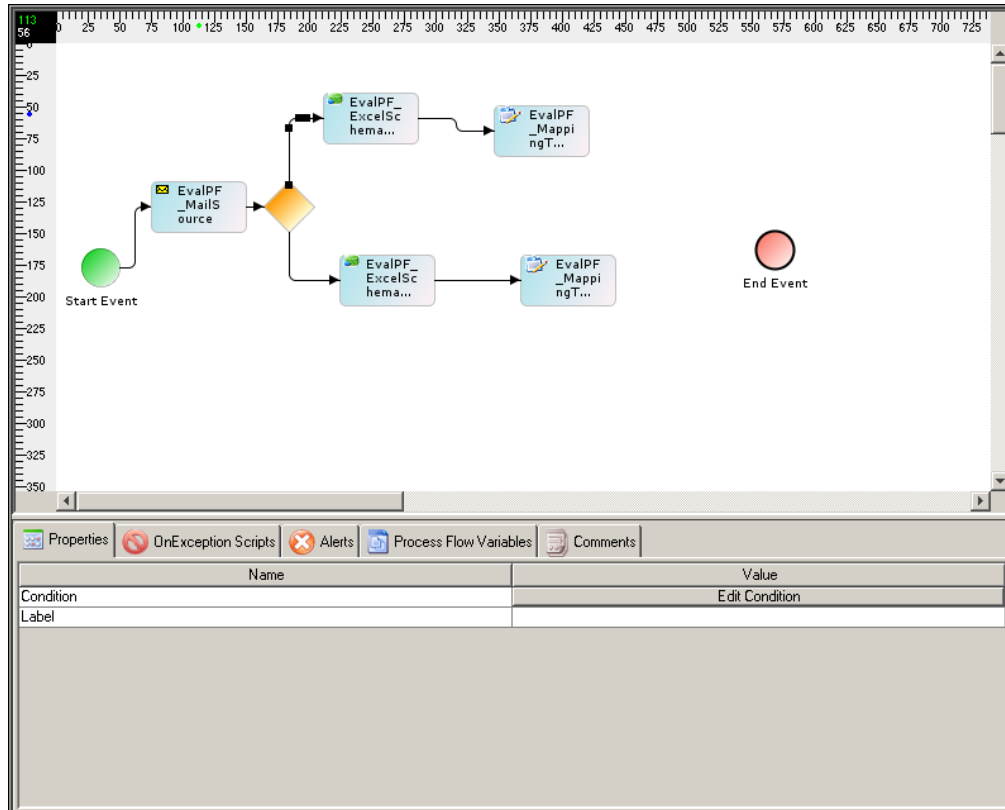 113
56
0 25 50 75 100 125 150 175 200 225 250 275 300 325 350 375 400 425 450 475 500 525 550 575 600 625 650 675 700 725
0
25
50
75
100
125
150
175
200
225
250
275
300
325
350
EvalPF_
ExcelSc
hema...
EvalPF
_Mappi
ngT...
EvalPF
_MailS
ource
Start Event
EvalPF_
ExcelSc
hema...
EvalPF
_Mappi
ngT...
End Event
Properties OnException Scripts Alerts Process Flow Variables Comments
Name Value
Condition Edit Condition
Label